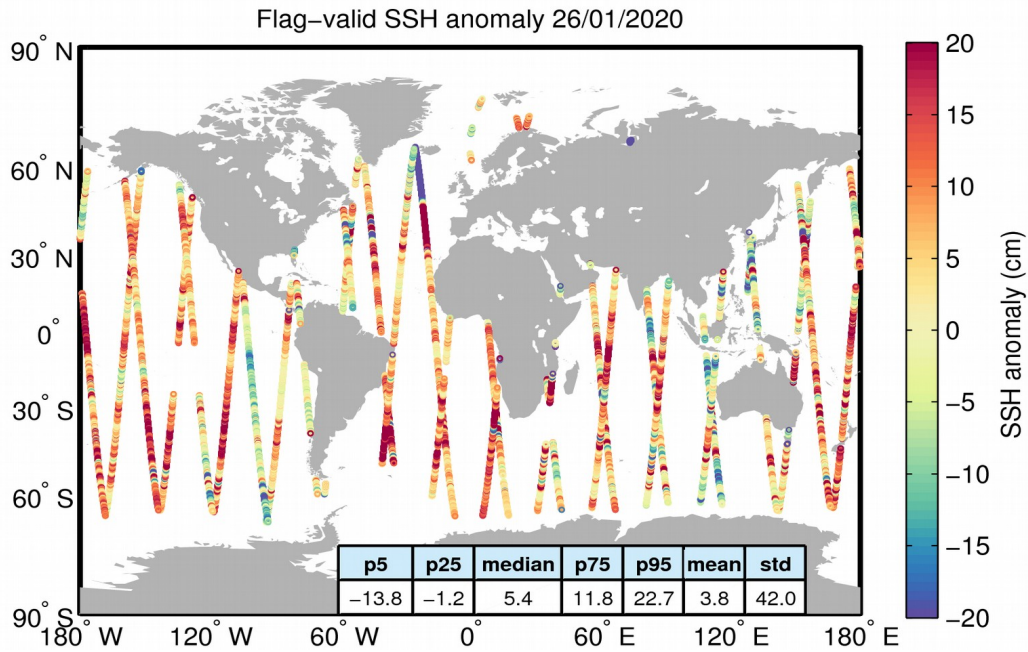 Flag−valid SSH anomaly 26/01/2020
90° N
60° N
30° N
0°
30° S
60° S
90° S
180° W 120° W 60° W 0° 60° E 120° E 180° E
p5 p25 median p75 p95 mean std
−13.8 −1.2 5.4 11.8 22.7 3.8 42.0
20
15
10
5
0
−5
−10
−15
−20
SSH anomaly (cm)